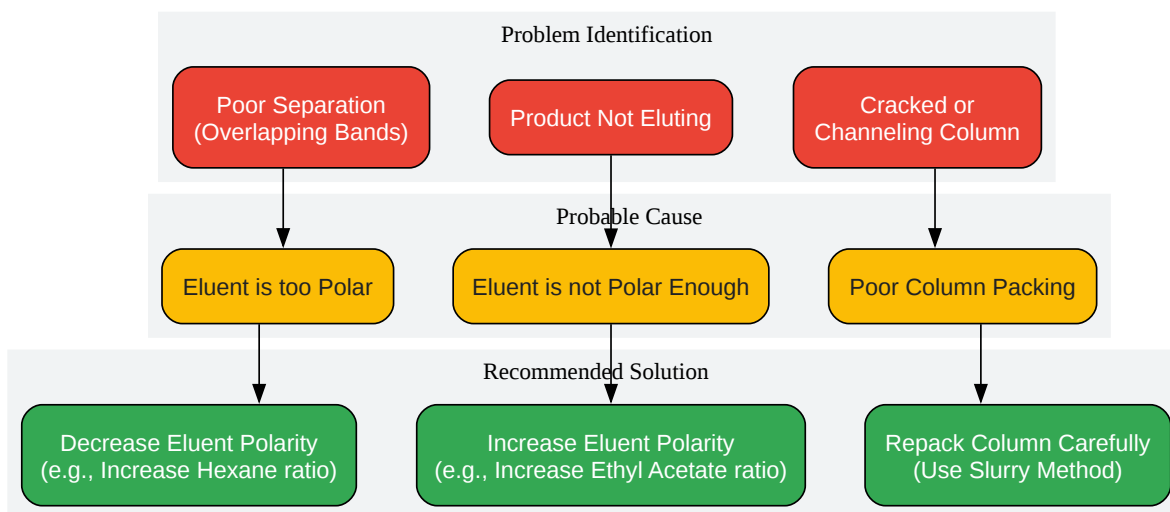 Problem Identification
Poor Separation
(Overlapping Bands)
Product Not Eluting
Cracked or
Channeling Column
Probable Cause
Eluent is too Polar
Eluent is not Polar Enough
Poor Column Packing
Recommended Solution
Decrease Eluent Polarity
(e.g., Increase Hexane ratio)
Increase Eluent Polarity
(e.g., Increase Ethyl Acetate ratio)
Repack Column Carefully
(Use Slurry Method)